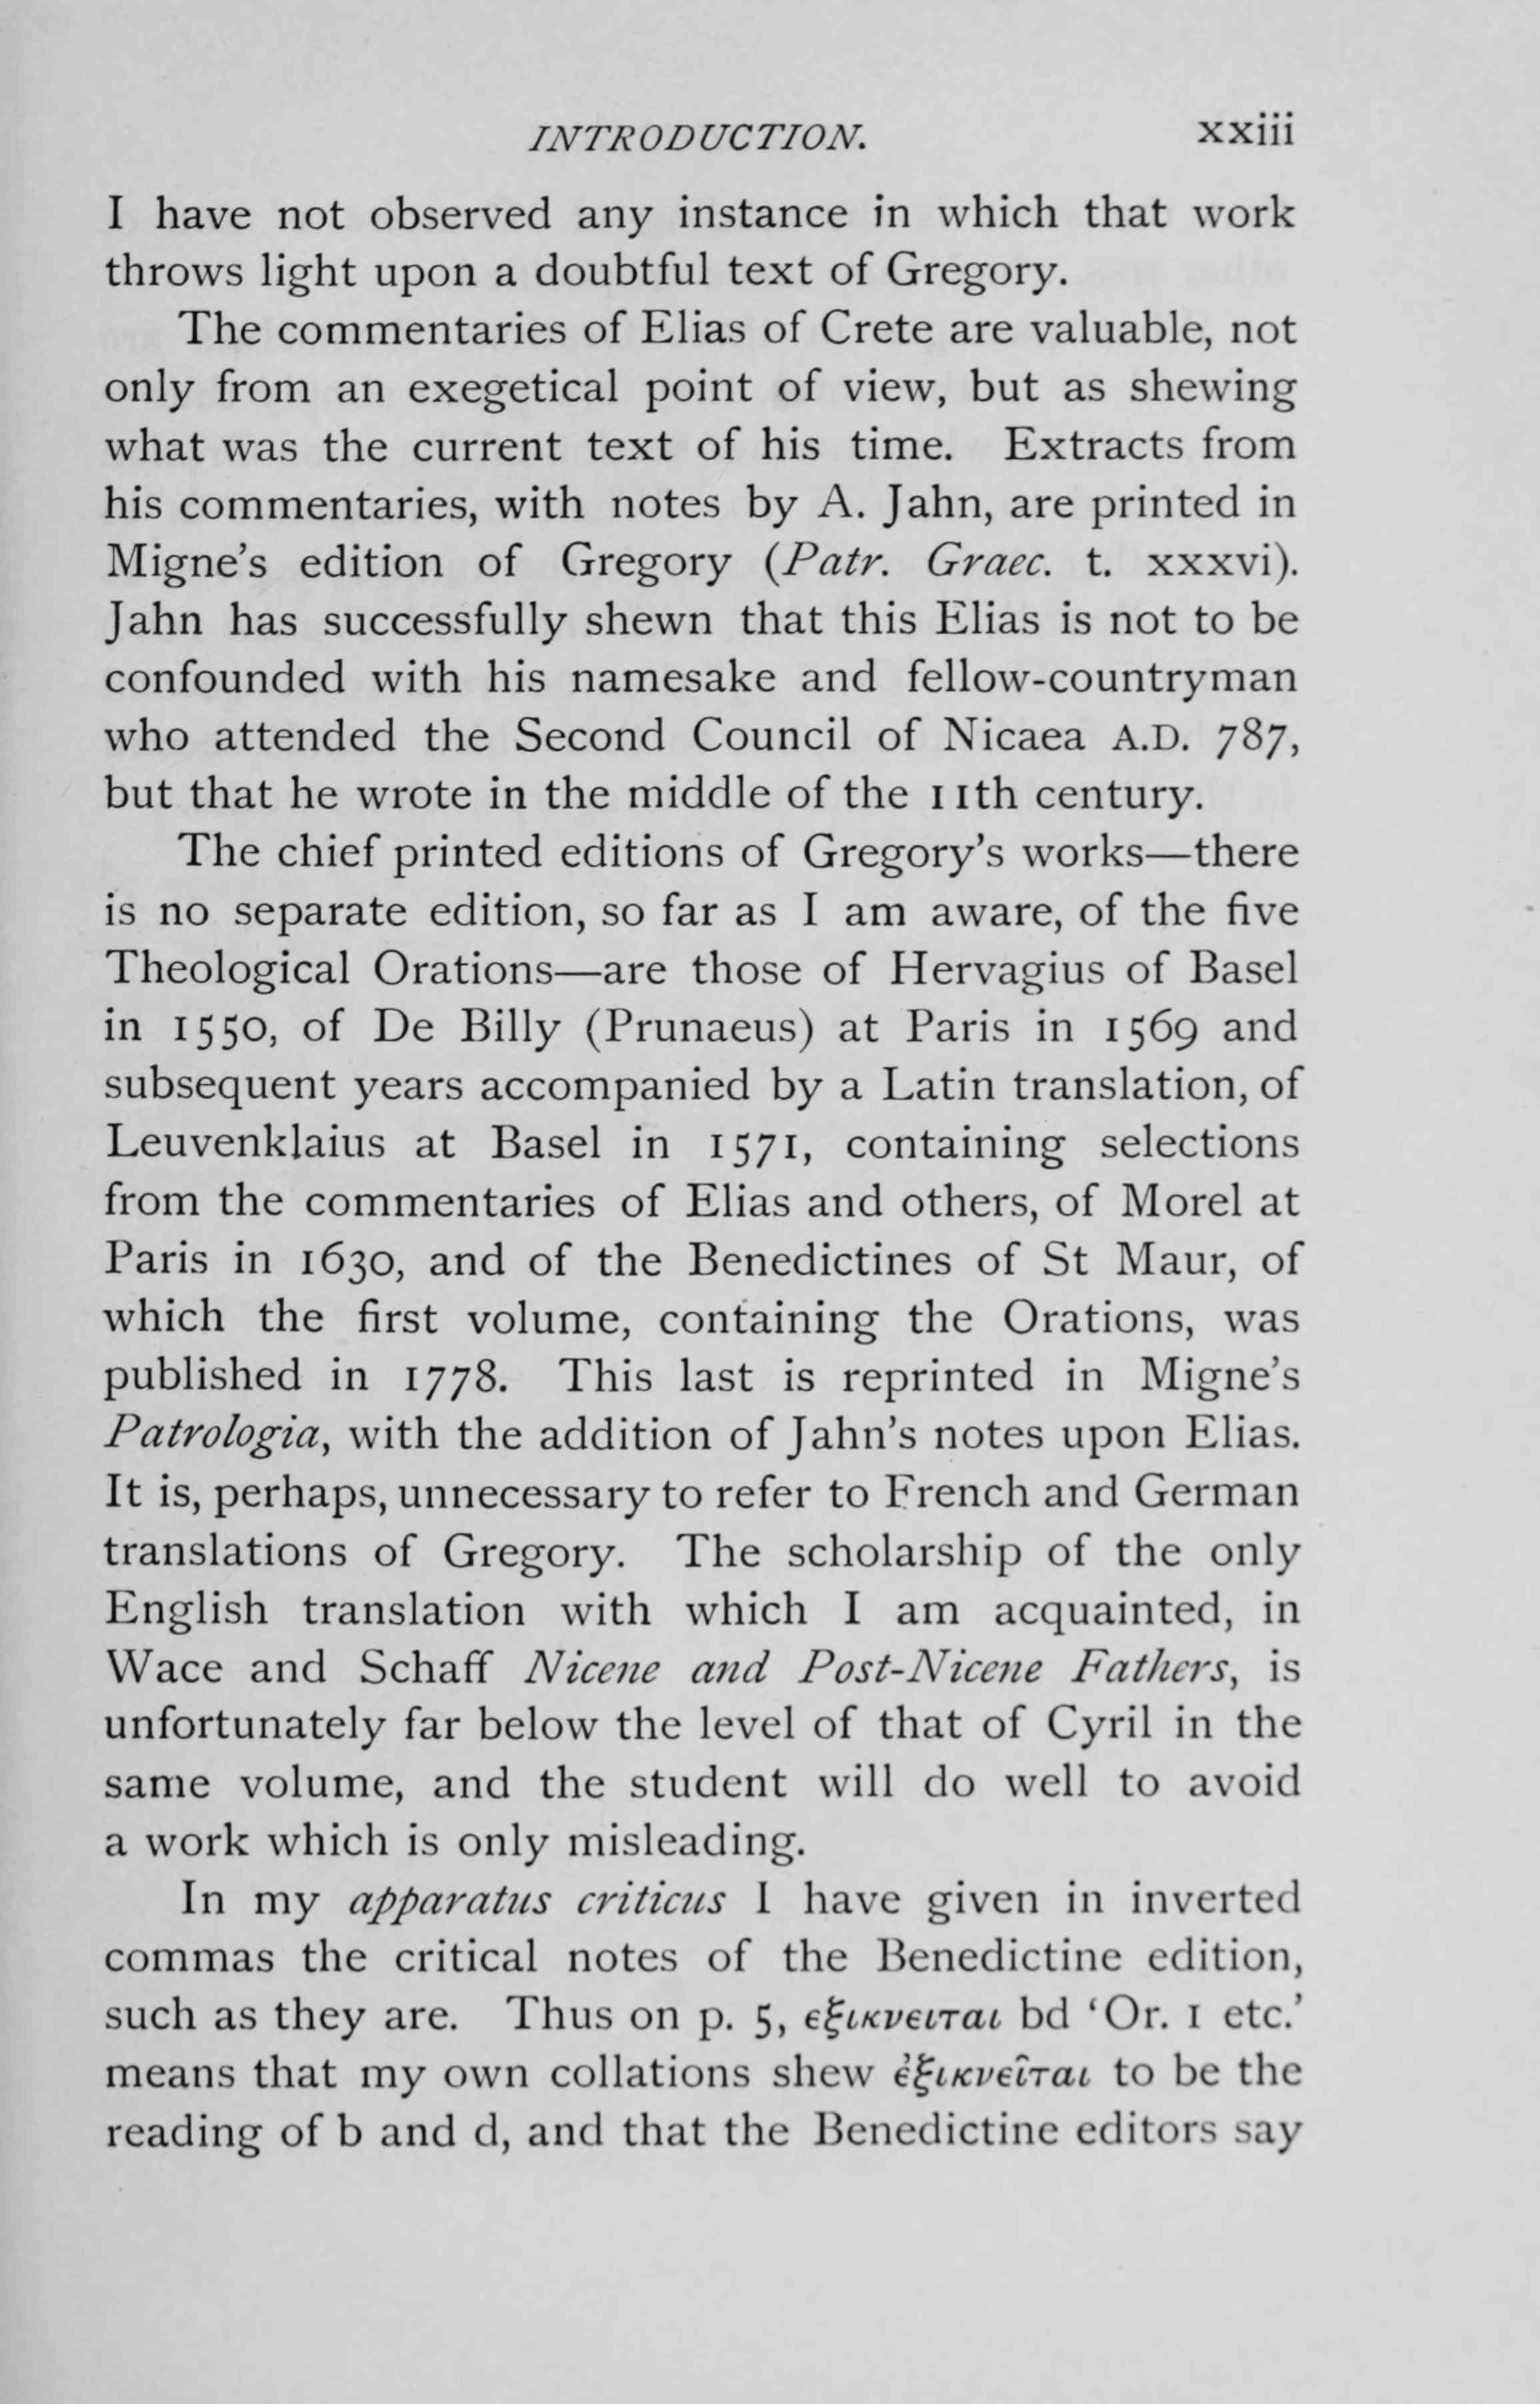 INTRODUCTION. xxiii
I have not observed any instance in which that work
throws light upon a doubtful text of Gregory.
The commentaries of Elias of Crete are valuable, not
only from an exegetical point of view, but as shewing
what was the current text of his time. Extracts from
his commentaries, with notes by A. Jahn, are printed in
Migne's edition of Gregory (Patr. Graec. t. xxxvi).
Jahn has successfully shewn that this Elias is not to be
confounded with his namesake and fellow-countryman
who attended the Second Council of Nicaea A.D. 787,
but that he wrote in the middle of the 11th century.
The chief printed editions of Gregory's works—there
is no separate edition, so far as I am aware, of the five
Theological Orations—are those of Hervagius of Basel
in 1550, of De Billy (Prunaeus) at Paris in 1569 and
subsequent years accompanied by a Latin translation, of
Leuvenklaius at Basel in 1571, containing selections
from the commentaries of Elias and others, of Morel at
Paris in 1630, and of the Benedictines of St Maur, of
which the first volume, containing the Orations, was
published in 1778. This last is reprinted in Migne's
Patrologia, with the addition of Jahn's notes upon Elias.
It is, perhaps, unnecessary to refer to French and German
translations of Gregory. The scholarship of the only
English translation with which I am acquainted, in
Wace and Schaff Nicene and Post-Nicene Fathers, is
unfortunately far below the level of that of Cyril in the
same volume, and the student will do well to avoid
a work which is only misleading.
In my apparatus criticus I have given in inverted
commas the critical notes of the Benedictine edition,
such as they are. Thus on p. 5, εξικνειται bd 'Or. 1 etc.'
means that my own collations shew ἐξικνεῖται to be the
reading of b and d, and that the Benedictine editors say